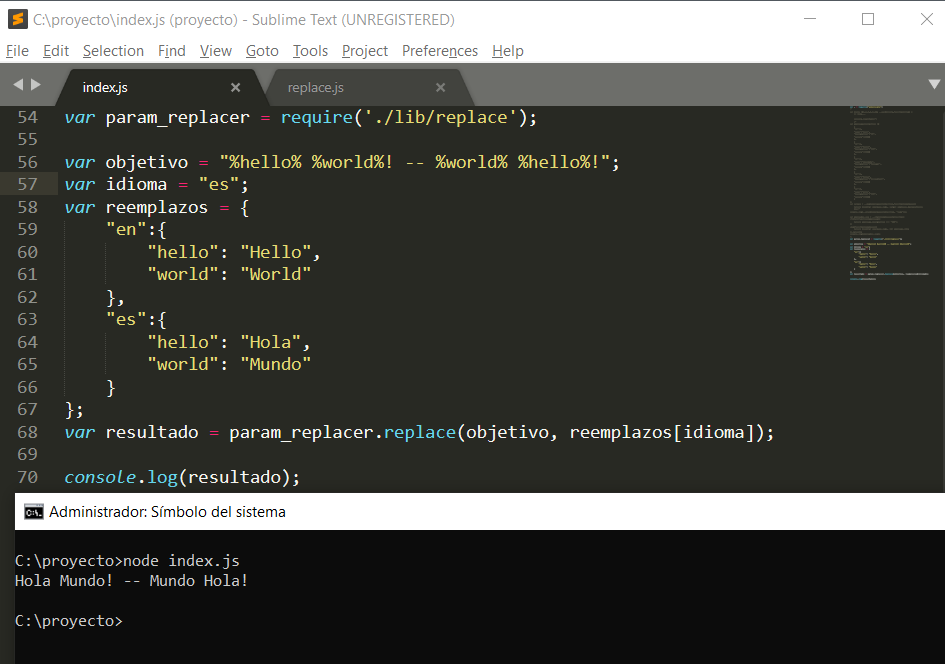 C:\proyecto\index.js (proyecto) - Sublime Text (UNREGISTERED)
File Edit Selection Find View Goto Tools Project Preferences Help
index.js replace.js
54 var param_replacer = require('./lib/replace');
55
56 var objetivo = "%hello% %world%! -- %world% %hello%!";
57 var idioma = "es";
58 var reemplazos = {
59     "en":{
60         "hello": "Hello",
61         "world": "World"
62     },
63     "es":{
64         "hello": "Hola",
65         "world": "Mundo"
66     }
67 };
68 var resultado = param_replacer.replace(objetivo, reemplazos[idioma]);
69
70 console.log(resultado);
Administrador: Símbolo del sistema
C:\proyecto>node index.js
Hola Mundo! -- Mundo Hola!
C:\proyecto>